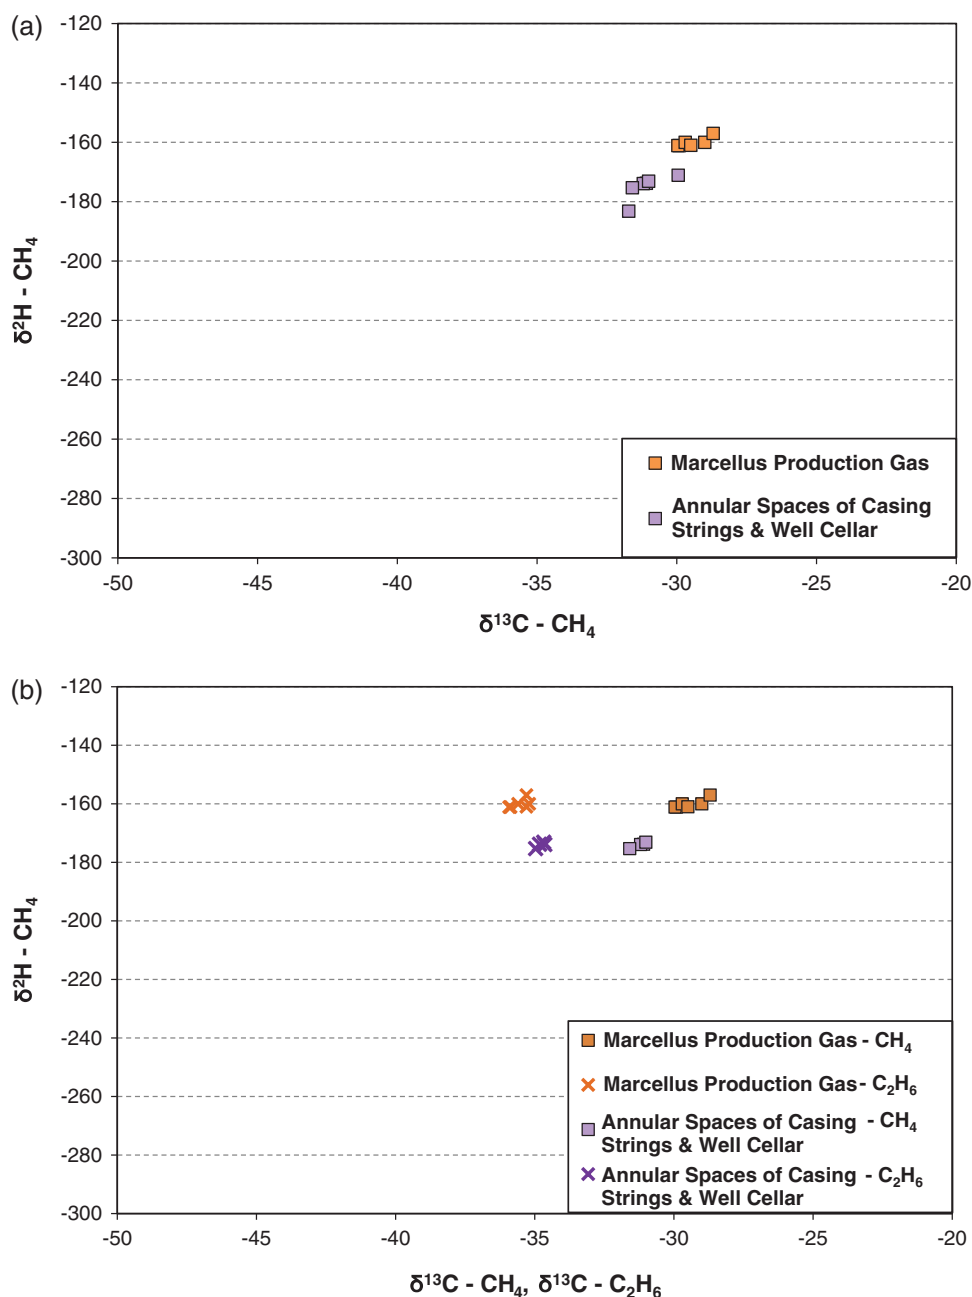 (a)
-120
-140
-160
-180
-200
-220
-240
-260
-280
-300
δ²H - CH₄
Marcellus Production Gas
Annular Spaces of Casing
Strings & Well Cellar
-50 -45 -40 -35 -30 -25 -20
δ¹³C - CH₄
(b)
-120
-140
-160
-180
-200
-220
-240
-260
-280
-300
δ²H - CH₄
Marcellus Production Gas - CH₄
Marcellus Production Gas - C₂H₆
Annular Spaces of Casing - CH₄
Strings & Well Cellar
Annular Spaces of Casing - C₂H₆
Strings & Well Cellar
-50 -45 -40 -35 -30 -25 -20
δ¹³C - CH₄, δ¹³C - C₂H₆